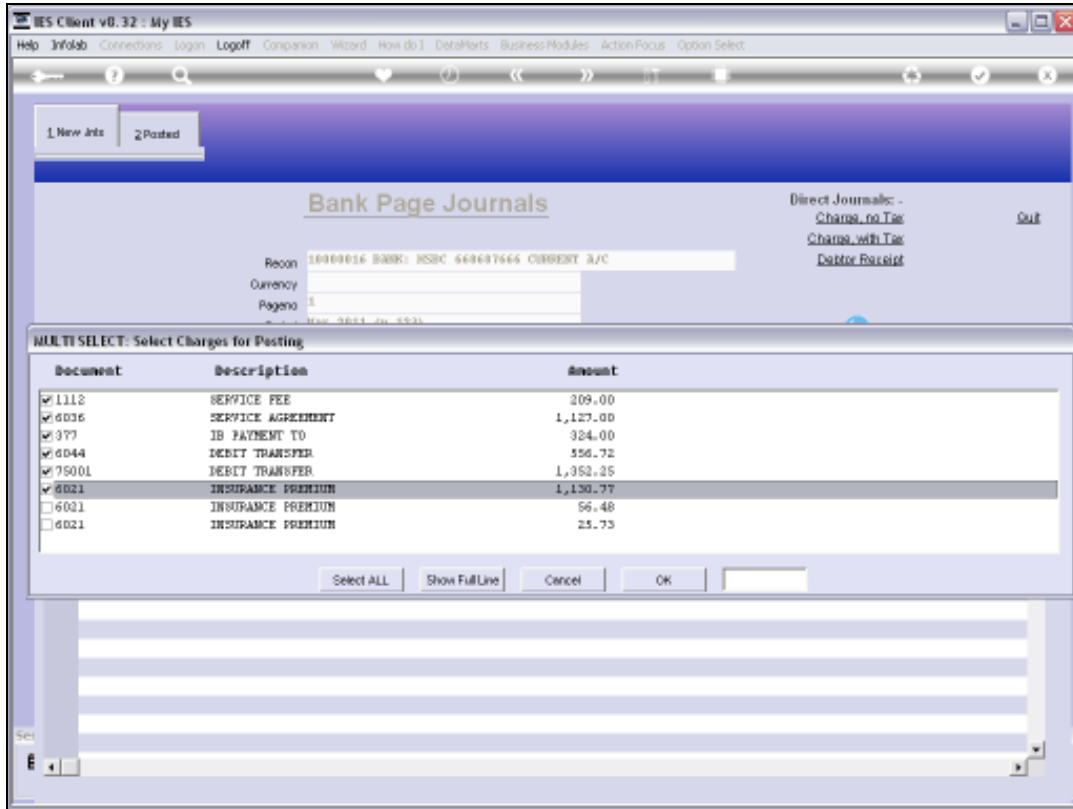 IES Client v8.32 : My IES
Help Infolab Connections Logon Logoff Companion Wizard How do I DataMarts Business Modules Action Focus Option Select
1 New Jnls 2 Posted
Bank Page Journals
Direct Journals: -
Charge, no Tax
Quit
Charge, with Tax
Recon 10000016 BANK: HSBC 660607666 CURRENT A/C
Debtor Receipt
Currency
Pageno 1
MULTI SELECT: Select Charges for Posting
Document Description Amount
1112 SERVICE FEE 209.00
6036 SERVICE AGREEMENT 1,127.00
377 IB PAYMENT TO 324.00
6044 DEBIT TRANSFER 556.72
75001 DEBIT TRANSFER 1,352.25
6021 INSURANCE PREMIUM 1,130.77
6021 INSURANCE PREMIUM 56.48
6021 INSURANCE PREMIUM 25.73
Select ALL Show Full Line Cancel OK